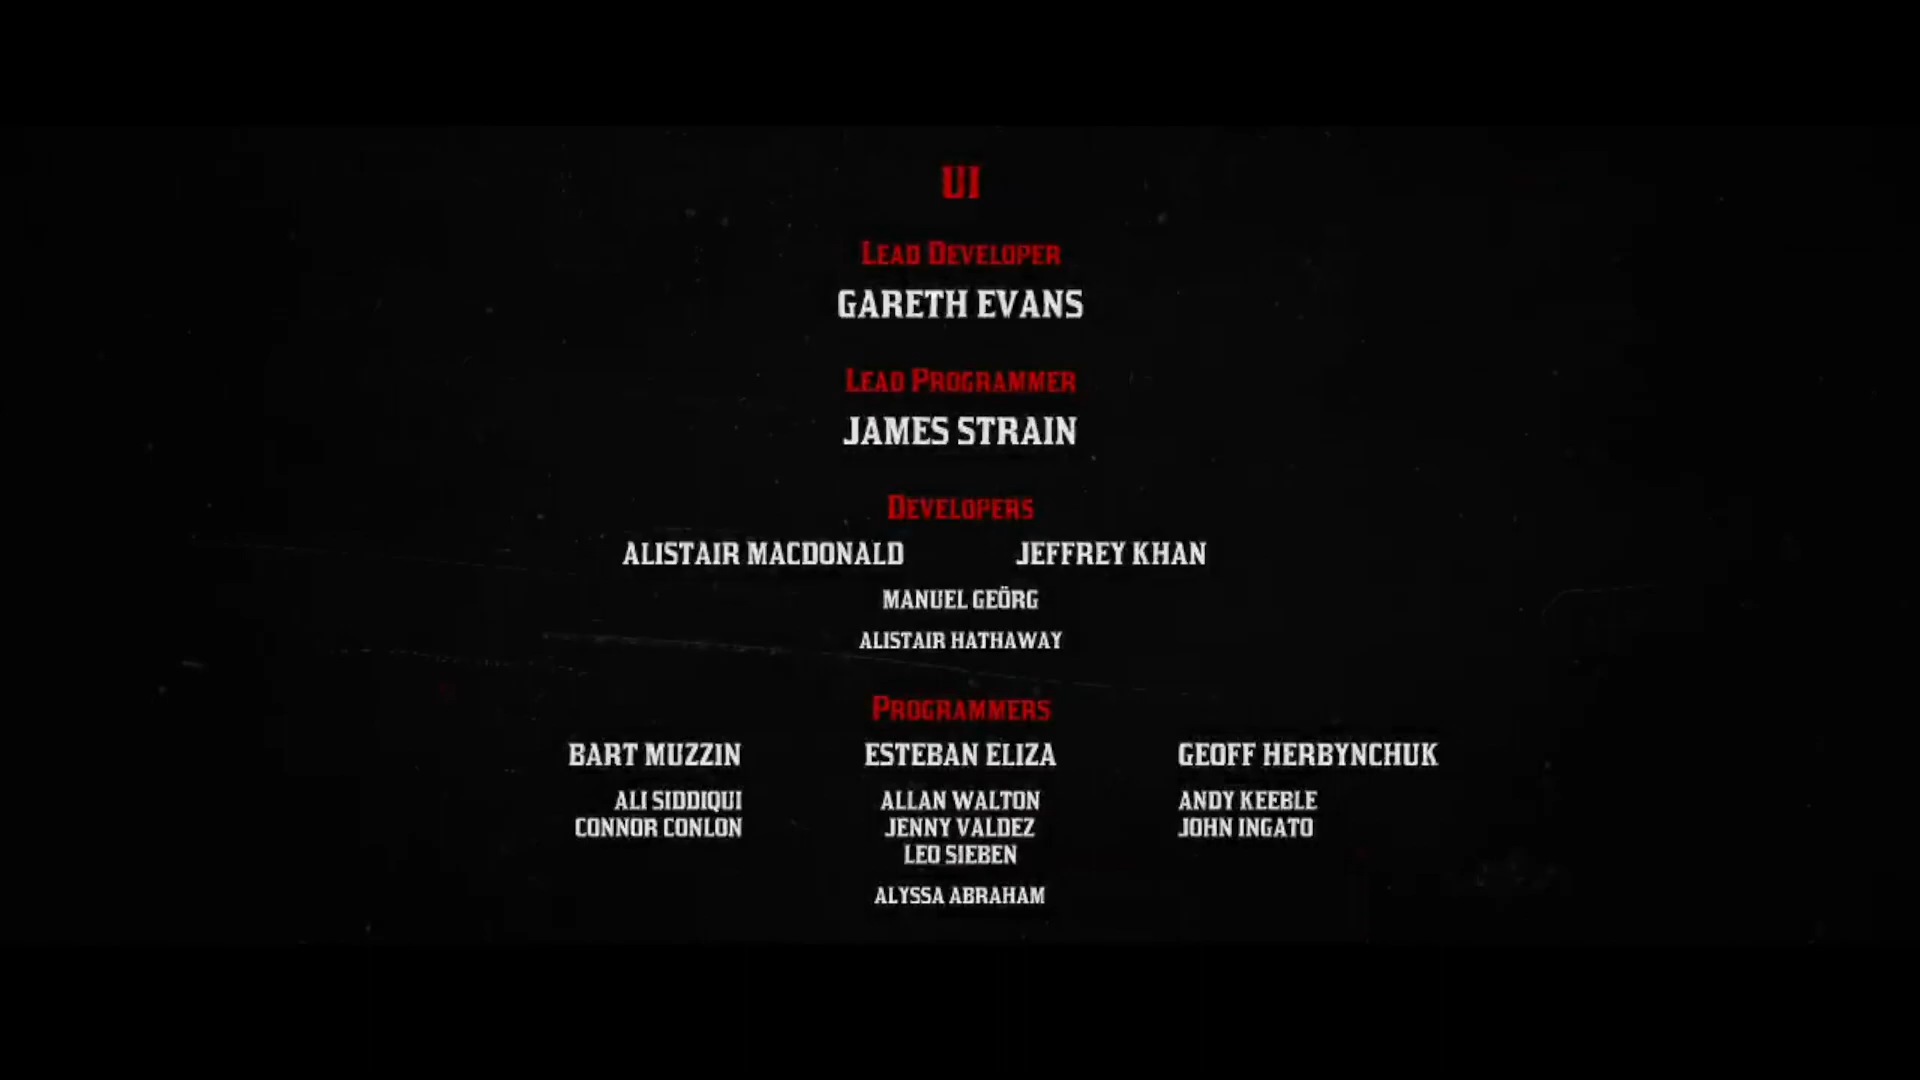 UI
LEAD DEVELOPER
GARETH EVANS
LEAD PROGRAMMER
JAMES STRAIN
DEVELOPERS
ALISTAIR MACDONALD JEFFREY KHAN
MANUEL GEÖRG
ALISTAIR HATHAWAY
PROGRAMMERS
BART MUZZIN ESTEBAN ELIZA GEOFF HERBYNCHUK
ALI SIDDIQUI ALLAN WALTON ANDY KEEBLE
CONNOR CONLON JENNY VALDEZ JOHN INGATO
LEO SIEBEN
ALYSSA ABRAHAM